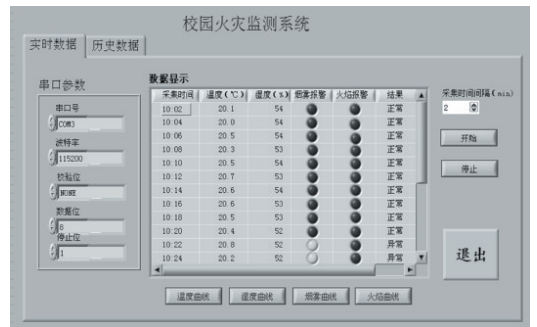 校园火灾监测系统
实时数据 历史数据
串口参数
串口号
COM3
波特率
115200
校验位
NONE
数据位
8
停止位
1
数据显示
采集时间 温度(℃) 湿度(%) 烟雾报警 火焰报警 结果
10:02 20.1 54 正常
10:04 20.0 54 正常
10:06 20.5 54 正常
10:08 20.3 53 正常
10:10 20.5 54 正常
10:12 20.7 53 正常
10:14 20.6 54 正常
10:16 20.6 53 正常
10:18 20.5 53 正常
10:20 20.4 52 正常
10:22 20.8 52 异常
10:24 20.2 52 异常
温度曲线 湿度曲线 烟雾曲线 火焰曲线
采集时间间隔(min)
2
开始
停止
退出